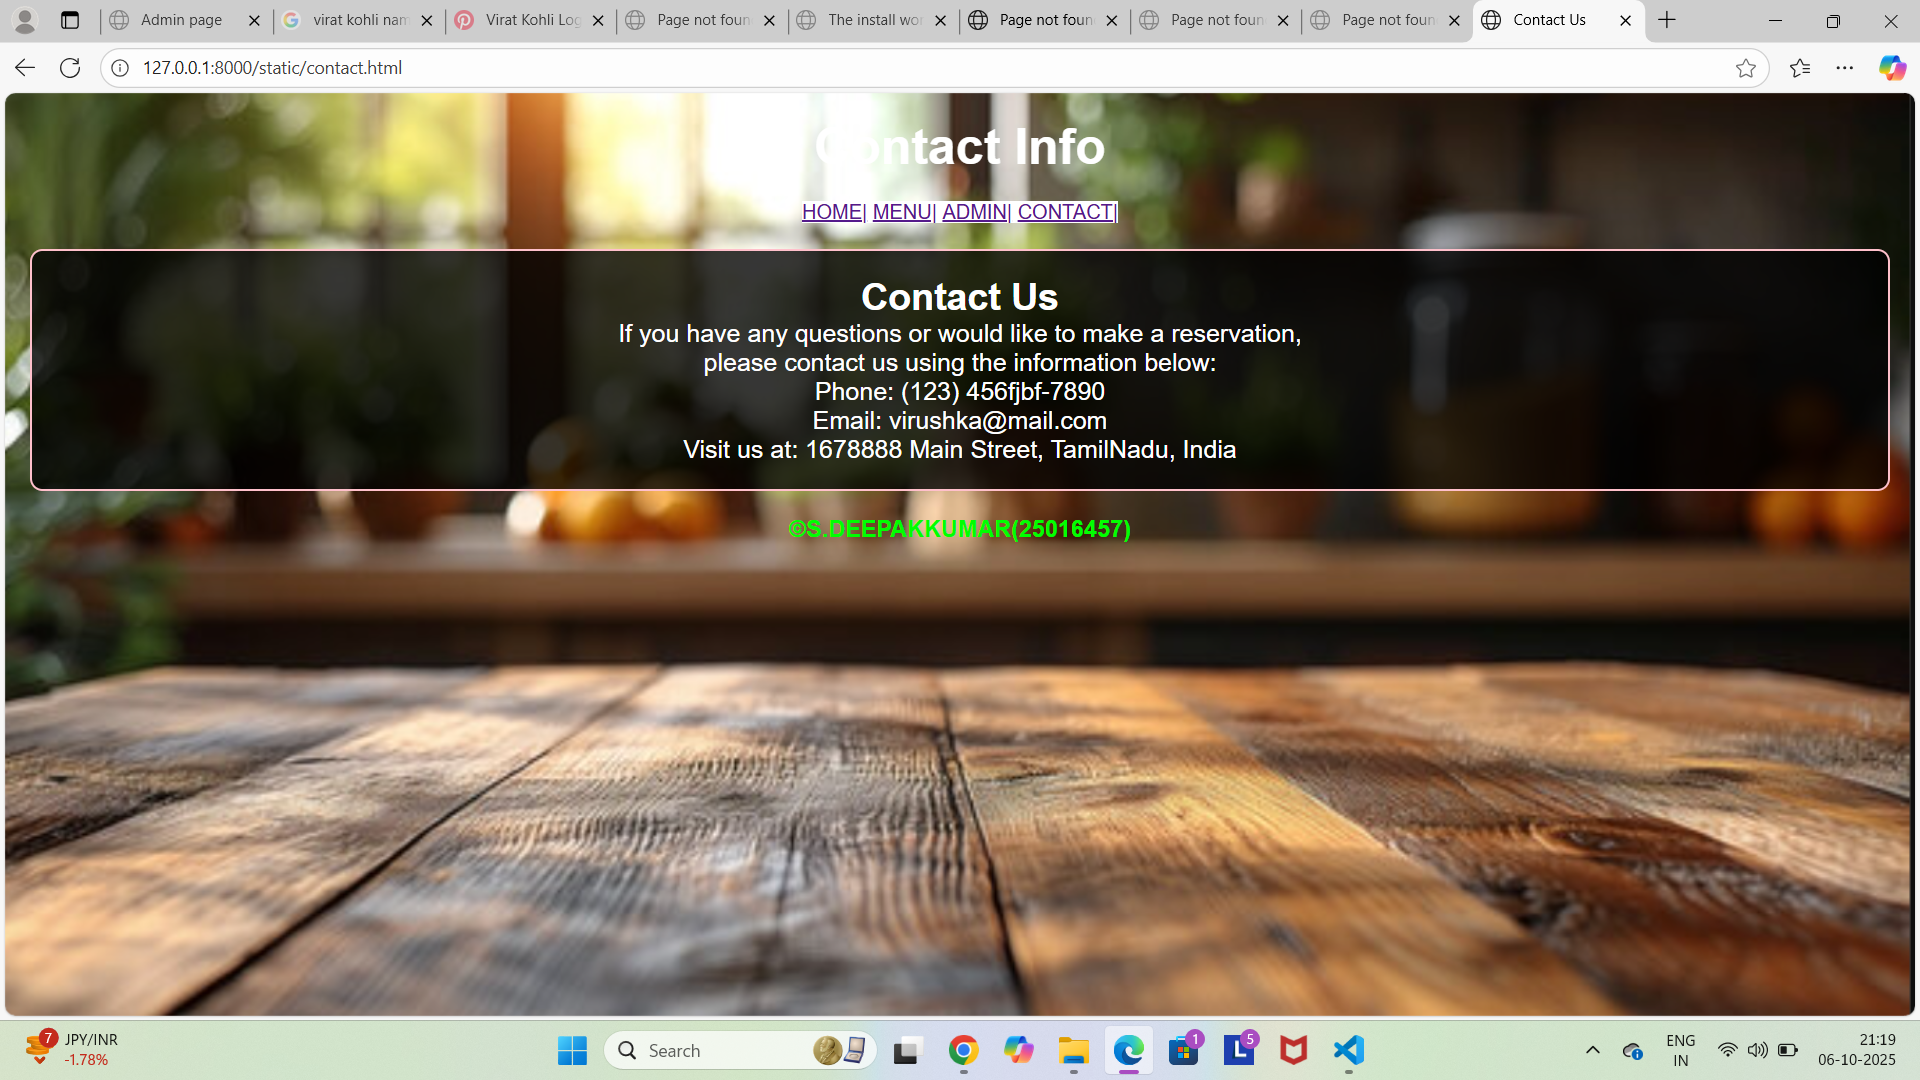 Admin page
virat kohli nam
Virat Kohli Log
Page not foun
The install wor
Page not foun
Page not foun
Page not foun
Contact Us
127.0.0.1:8000/static/contact.html
Contact Info
HOME| MENU| ADMIN| CONTACT|
Contact Us
If you have any questions or would like to make a reservation,
please contact us using the information below:
Phone: (123) 456fjbf-7890
Email: virushka@mail.com
Visit us at: 1678888 Main Street, TamilNadu, India
©S.DEEPAKKUMAR(25016457)
7
JPY/INR
-1.78%
Search
1
L
5
ENG
IN
21:19
06-10-2025